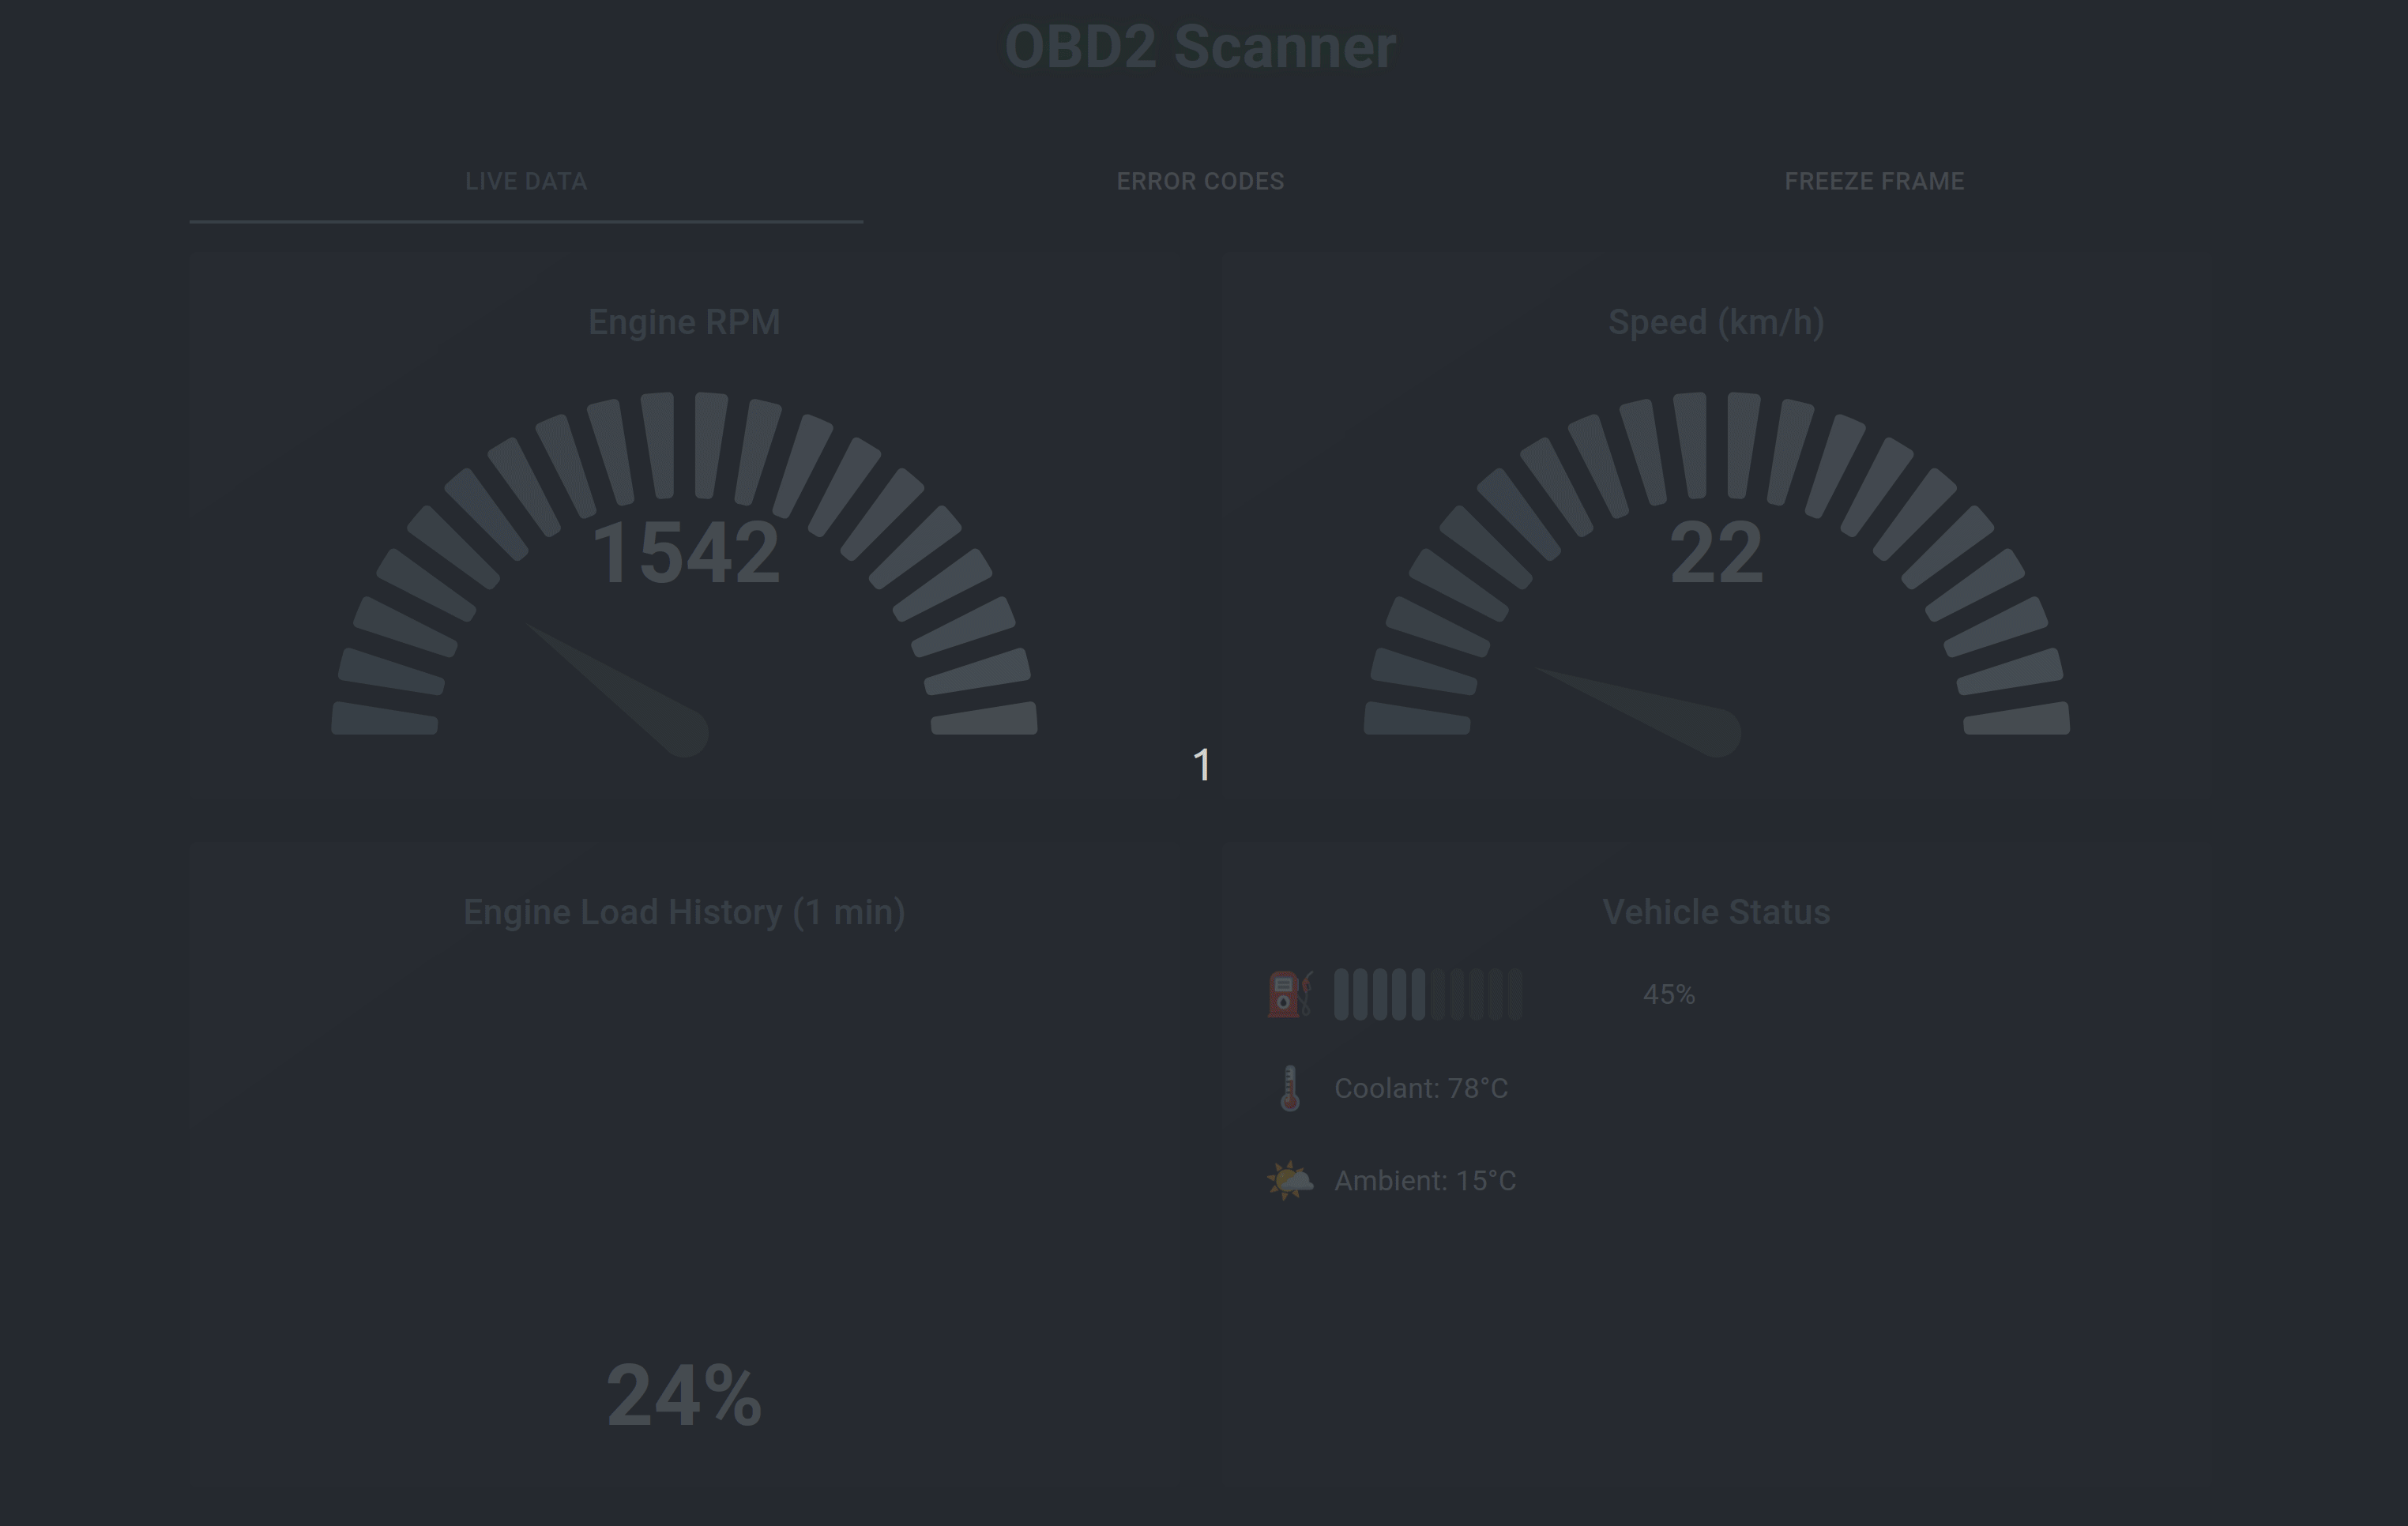 OBD2 Scanner
LIVE DATA
ERROR CODES
FREEZE FRAME
Engine RPM
1542
Speed (km/h)
22
1
Engine Load History (1 min)
24%
Vehicle Status
45%
Coolant: 78°C
Ambient: 15°C